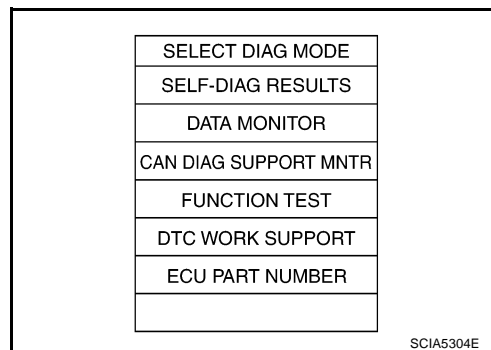 SELECT DIAG MODE
SELF-DIAG RESULTS
DATA MONITOR
CAN DIAG SUPPORT MNTR
FUNCTION TEST
DTC WORK SUPPORT
ECU PART NUMBER
SCIA5304E